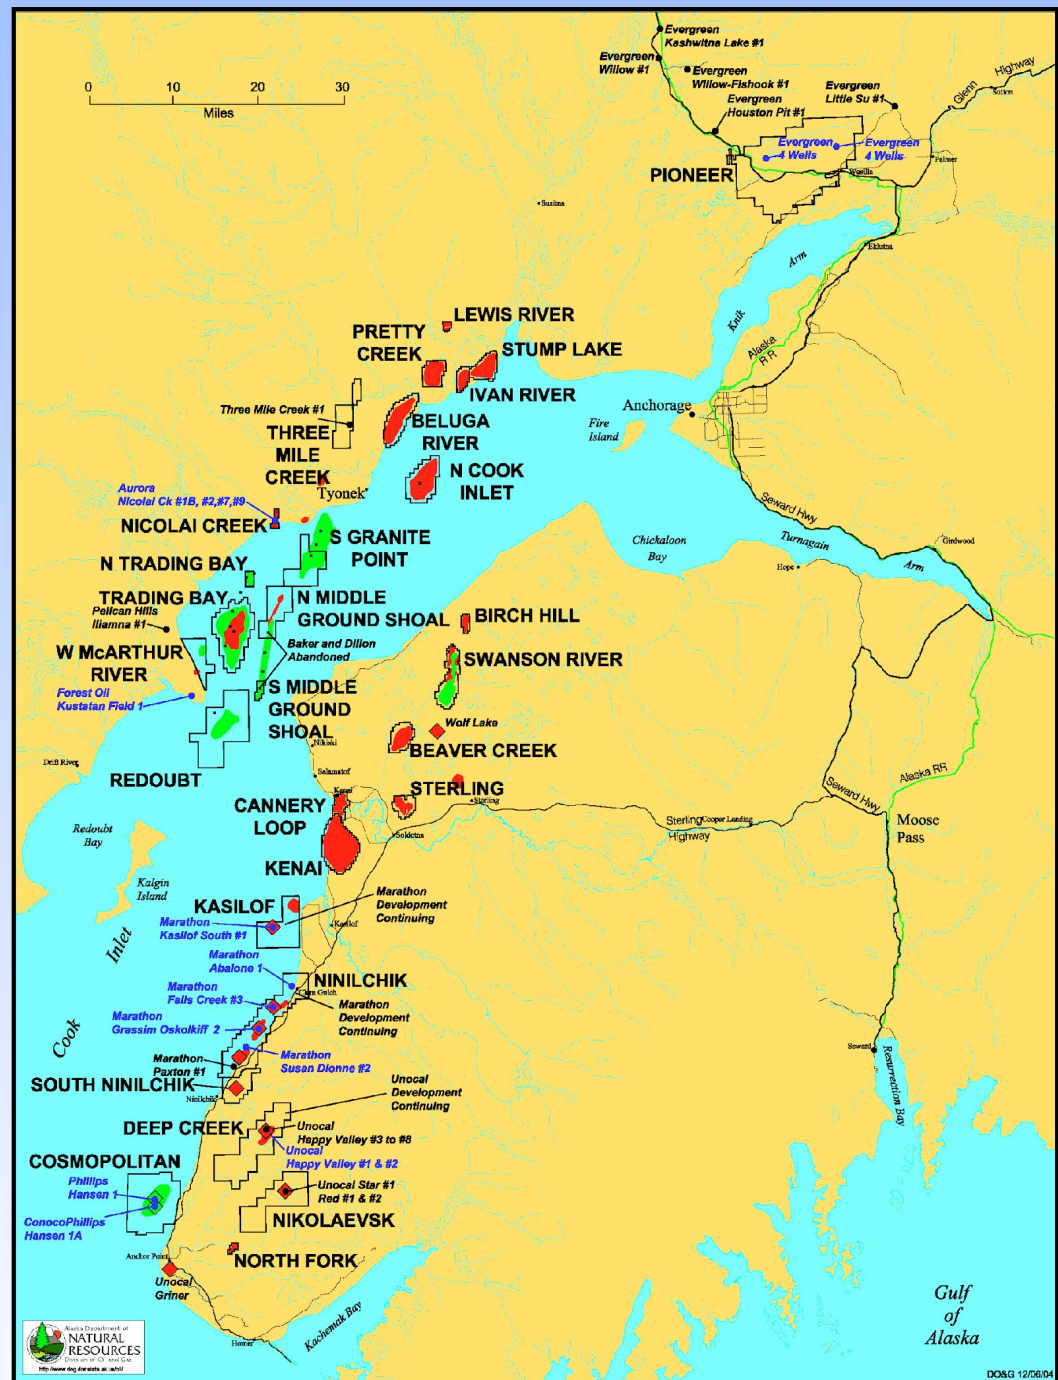 Evergreen
Kashwitna Lake #1
Evergreen
Willow #1
Evergreen
Willow-Fishook #1
Evergreen
Houston Pit #1
Evergreen
Little Su #1
Glenn
Highway
Sutton
0
10
20
30
Miles
Evergreen
4 Wells
Evergreen
4 Wells
Palmer
PIONEER
Wasilla
Susitna
Eklutna
Knik
Arm
Alaska
RR
LEWIS RIVER
PRETTY
CREEK
STUMP LAKE
IVAN RIVER
Three Mile Creek #1
THREE
MILE
CREEK
BELUGA
RIVER
Anchorage
Fire
Island
N COOK
INLET
Tyonek
Aurora
Nicolai Ck #1B, #2,#7,#9
NICOLAI CREEK
S GRANITE
POINT
Seward Hwy
Turnagain
Arm
Girdwood
Hope
Chickaloon
Bay
N TRADING BAY
TRADING BAY
N MIDDLE
GROUND SHOAL
Pelican Hills
Iliamna #1
BIRCH HILL
Baker and Dillon
Abandoned
W McARTHUR
RIVER
SWANSON RIVER
Forest Oil
Kustatan Field 1
S MIDDLE
GROUND
SHOAL
Wolf Lake
BEAVER CREEK
Nikiski
Drift River
REDOUBT
Salamatof
Kenai
STERLING
Sterling
CANNERY
LOOP
Soldotna
Sterling
Highway
Cooper Landing
Seward Hwy
Alaska RR
Moose
Pass
Redoubt
Bay
KENAI
Kalgin
Island
KASILOF
Marathon
Development
Continuing
Marathon
Kasilof South #1
Kasilof
Cook
Inlet
Marathon
Abalone 1
NINILCHIK
Clam Gulch
Marathon
Falls Creek #3
Marathon
Development
Continuing
Marathon
Grassim Oskolkiff  2
Marathon
Susan Dionne #2
Marathon
Paxton #1
SOUTH NINILCHIK
Ninilchik
Unocal
Development
Continuing
Seward
Resurrection Bay
DEEP CREEK
Unocal
Happy Valley #3 to #8
Unocal
Happy Valley #1 & #2
COSMOPOLITAN
Phillips
Hansen 1
ConocoPhillips
Hansen 1A
Unocal Star #1
Red #1 & #2
NIKOLAEVSK
NORTH FORK
Anchor Point
Unocal
Griner
Homer
Kachemak Bay
Gulf
of
Alaska
Alaska Department of
NATURAL
RESOURCES
Division of Oil and Gas
DO&G 12/06/04